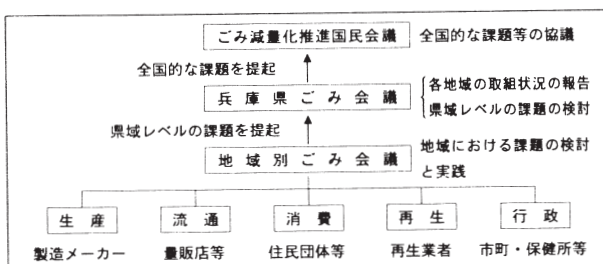 ごみ減量化推進国民会議 全国的な課題等の協議
全国的な課題を提起
兵庫県ごみ会議 各地域の取組状況の報告
県域レベルの課題の検討
県域レベルの課題を提起
地域別ごみ会議 地域における課題の検討
と実践
生産 流通 消費 再生 行政
製造メーカー 量販店等 住民団体等 再生業者 市町・保健所等